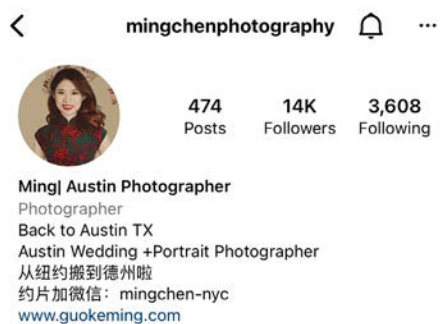 mingchenphotography
474 14K 3,608
Posts Followers Following
Ming| Austin Photographer
Photographer
Back to Austin TX
Austin Wedding +Portrait Photographer
从纽约搬到德州啦
约片加微信：mingchen-nyc
www.guokeming.com